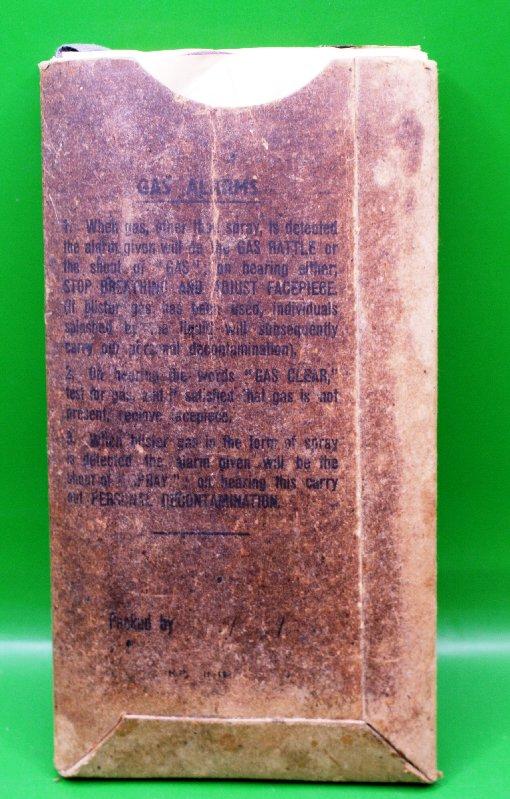 GAS ALARMS
1. When gas, other than spray, is detected
the alarm given will be the GAS RATTLE or
the shout of "GAS"; on hearing either,
STOP BREATHING AND ADJUST FACEPIECE.
(If blister gas has been used, individuals
splashed by the liquid will subsequently
carry out personal decontamination).
2. On hearing the words "GAS CLEAR,"
test for gas, and if satisfied that gas is not
present, remove facepiece.
3. When blister gas in the form of spray
is detected the alarm given will be the
shout of "SPRAY"; on hearing this carry
out PERSONAL DECONTAMINATION.
Packed by